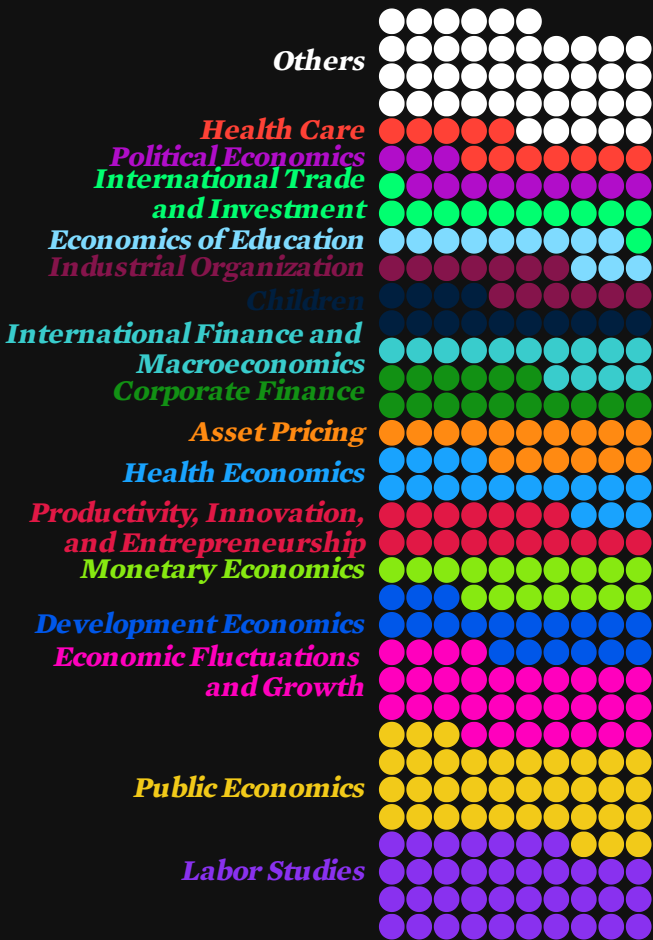 Others
Health Care
Political Economics
International Trade
and Investment
Economics of Education
Industrial Organization
Children
International Finance and
Macroeconomics
Corporate Finance
Asset Pricing
Health Economics
Productivity, Innovation,
and Entrepreneurship
Monetary Economics
Development Economics
Economic Fluctuations
and Growth
Public Economics
Labor Studies